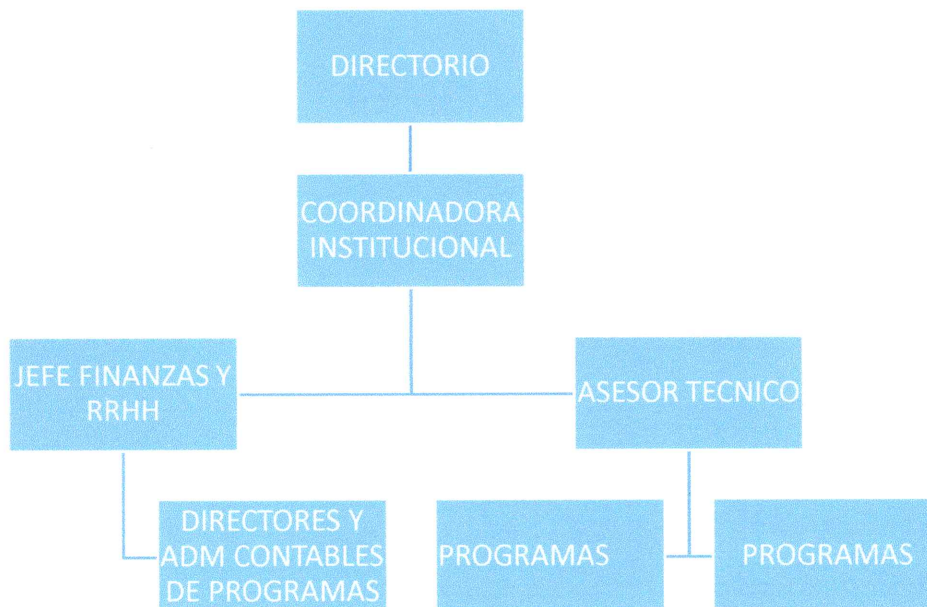 DIRECTORIO
COORDINADORA
INSTITUCIONAL
JEFE FINANZAS Y
RRHH
ASESOR TECNICO
DIRECTORES Y
ADM CONTABLES
DE PROGRAMAS
PROGRAMAS
PROGRAMAS